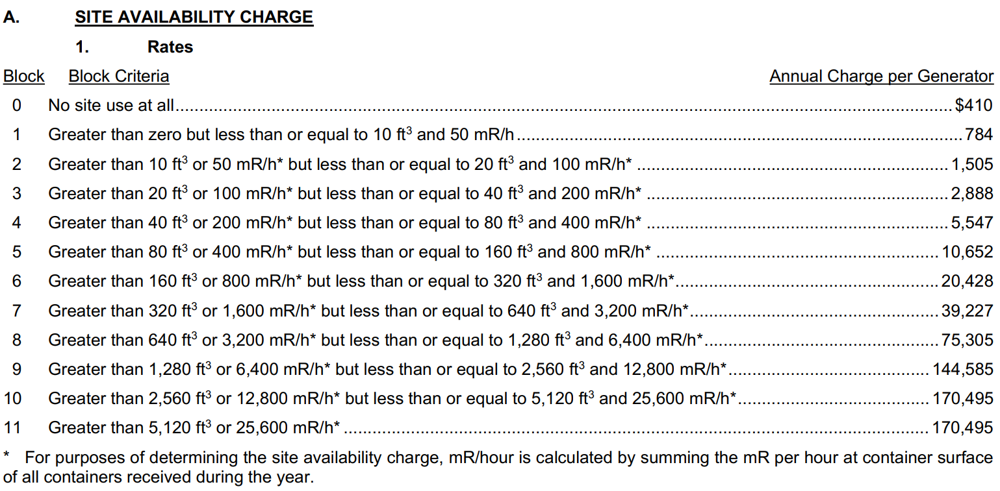 A. SITE AVAILABILITY CHARGE
1. Rates
Block Block Criteria Annual Charge per Generator
0 No site use at all....................................................................................................$410
1 Greater than zero but less than or equal to 10 ft³ and 50 mR/h....................................................784
2 Greater than 10 ft³ or 50 mR/h* but less than or equal to 20 ft³ and 100 mR/h* ....................................................1,505
3 Greater than 20 ft³ or 100 mR/h* but less than or equal to 40 ft³ and 200 mR/h* ....................................................2,888
4 Greater than 40 ft³ or 200 mR/h* but less than or equal to 80 ft³ and 400 mR/h* ....................................................5,547
5 Greater than 80 ft³ or 400 mR/h* but less than or equal to 160 ft³ and 800 mR/h* ....................................................10,652
6 Greater than 160 ft³ or 800 mR/h* but less than or equal to 320 ft³ and 1,600 mR/h*....................................................20,428
7 Greater than 320 ft³ or 1,600 mR/h* but less than or equal to 640 ft³ and 3,200 mR/h*..................................................39,227
8 Greater than 640 ft³ or 3,200 mR/h* but less than or equal to 1,280 ft³ and 6,400 mR/h*................................................75,305
9 Greater than 1,280 ft³ or 6,400 mR/h* but less than or equal to 2,560 ft³ and 12,800 mR/h*..........................................144,585
10 Greater than 2,560 ft³ or 12,800 mR/h* but less than or equal to 5,120 ft³ and 25,600 mR/h*........................................170,495
11 Greater than 5,120 ft³ or 25,600 mR/h* ....................................................................................................170,495
* For purposes of determining the site availability charge, mR/hour is calculated by summing the mR per hour at container surface
of all containers received during the year.